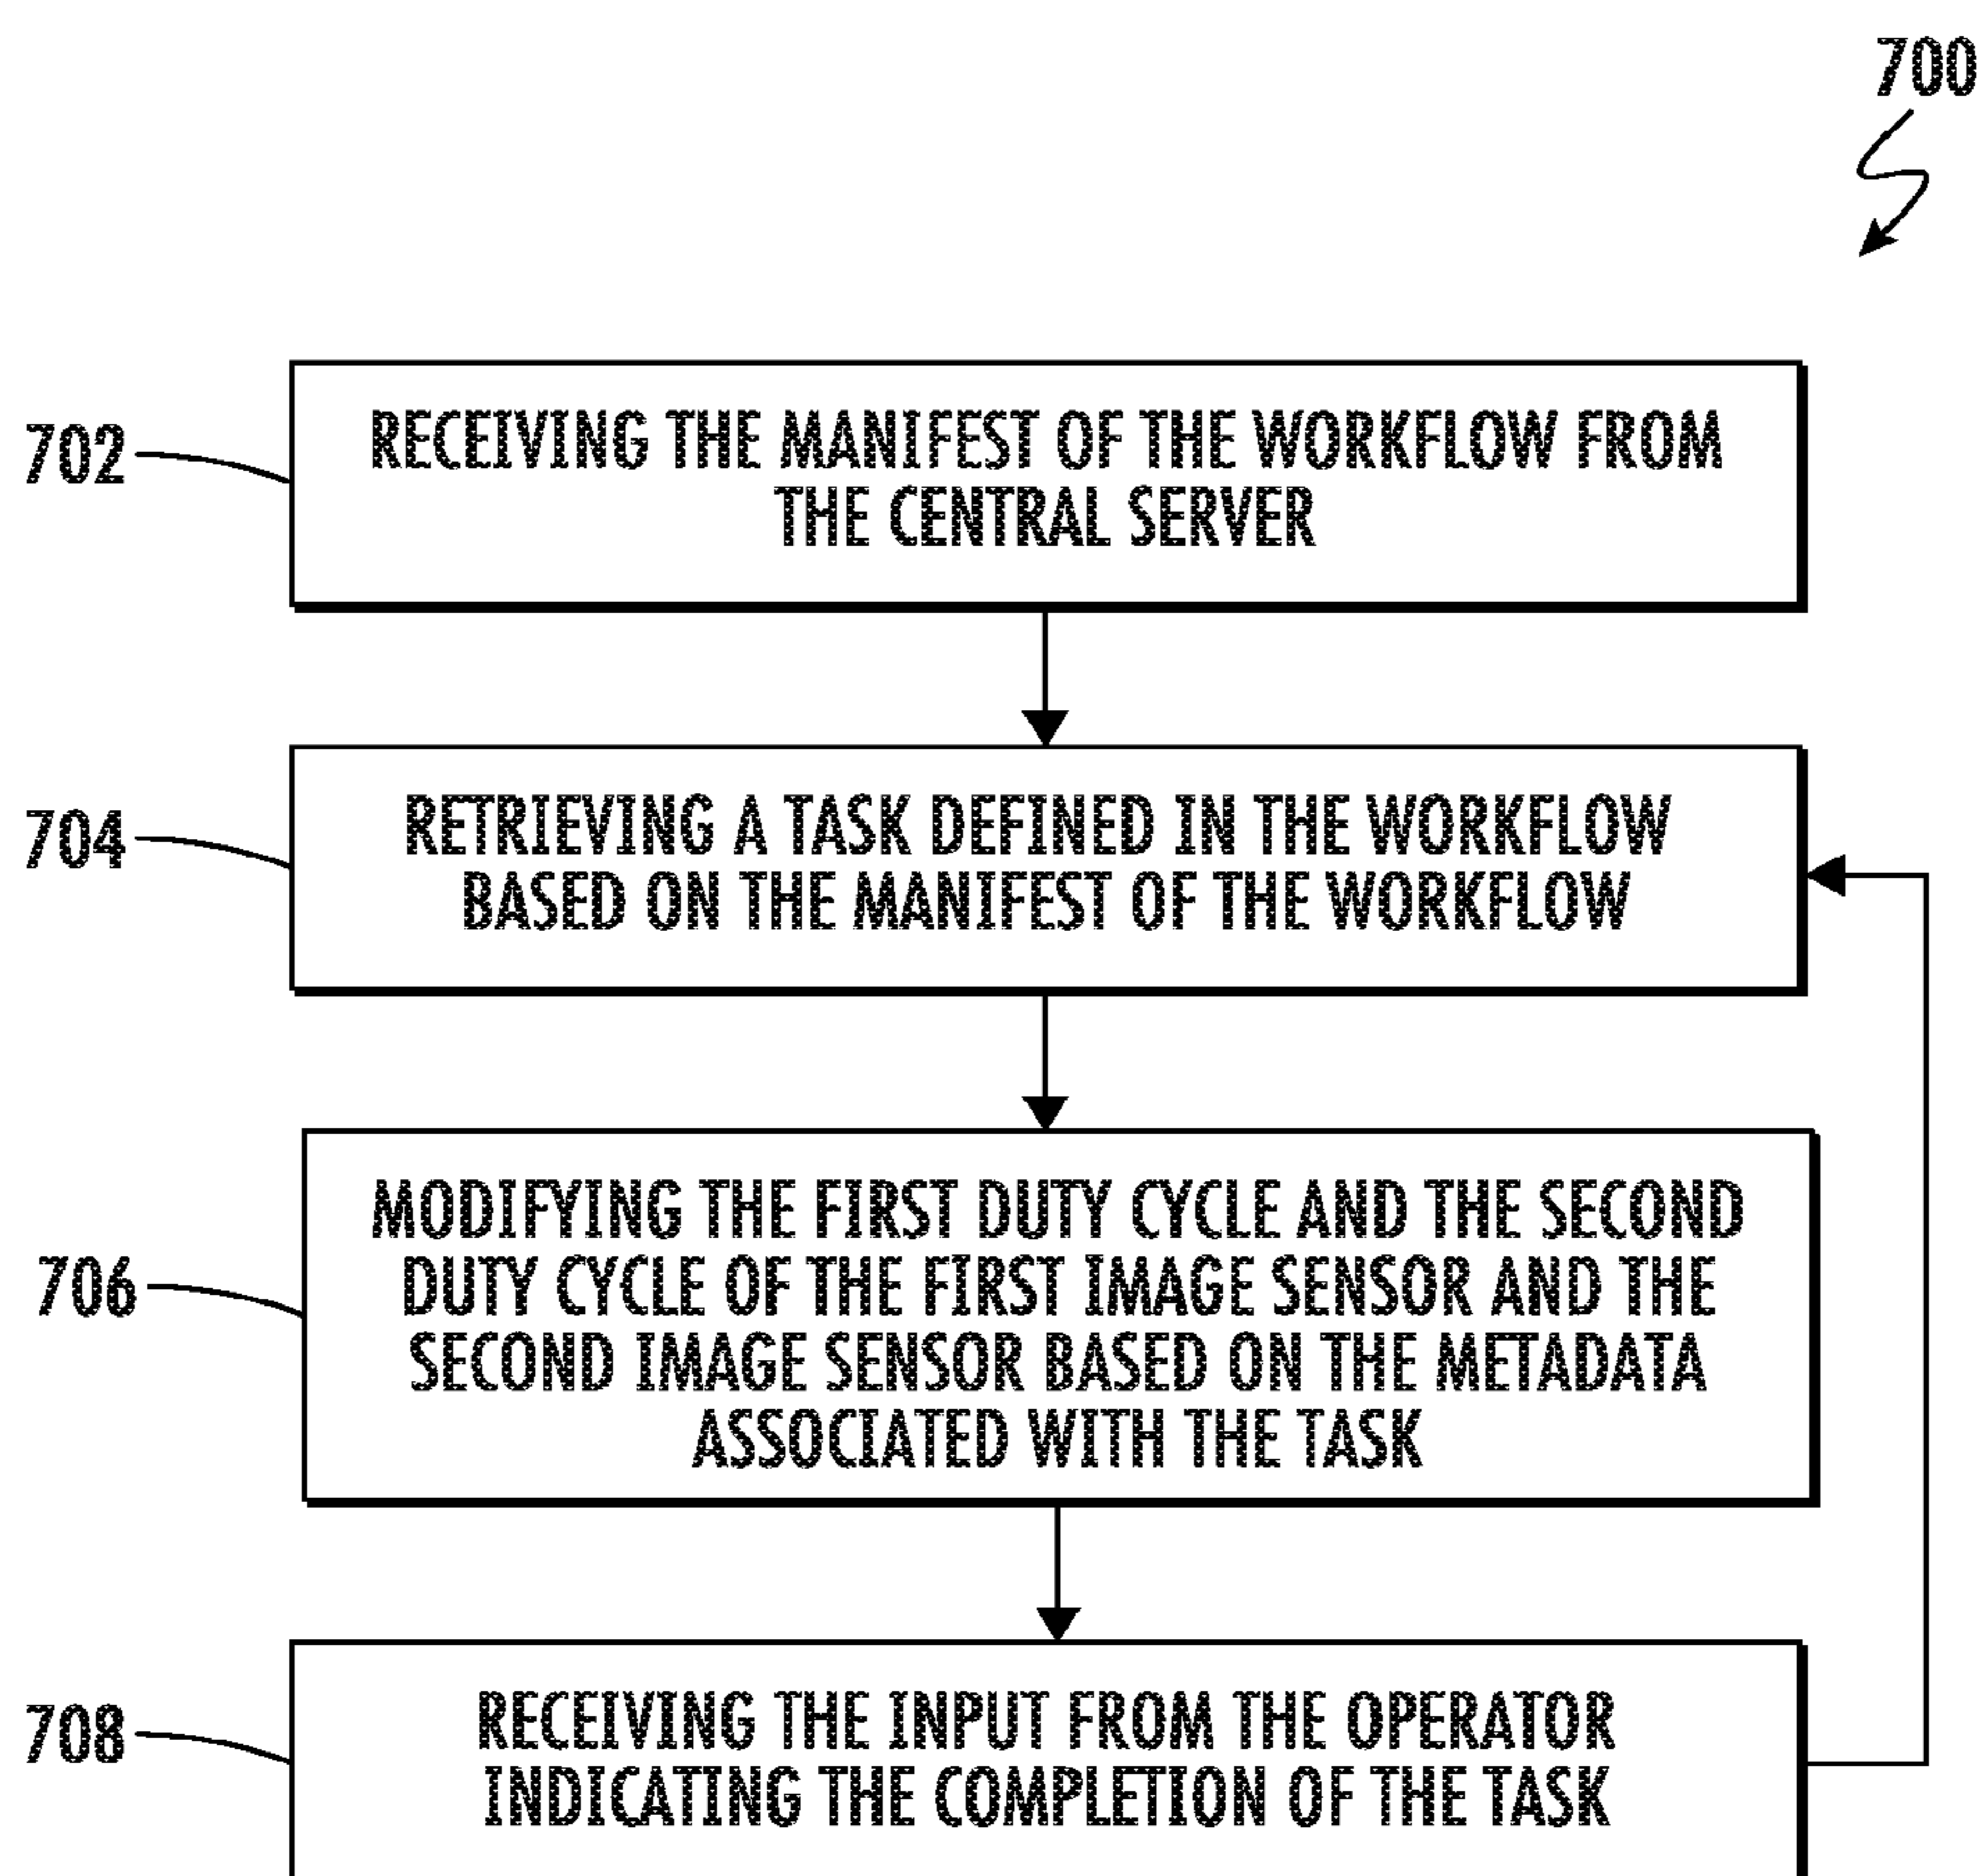 700
702
RECEIVING THE MANIFEST OF THE WORKFLOW FROM
THE CENTRAL SERVER
704
RETRIEVING A TASK DEFINED IN THE WORKFLOW
BASED ON THE MANIFEST OF THE WORKFLOW
706
MODIFYING THE FIRST DUTY CYCLE AND THE SECOND
DUTY CYCLE OF THE FIRST IMAGE SENSOR AND THE
SECOND IMAGE SENSOR BASED ON THE METADATA
ASSOCIATED WITH THE TASK
708
RECEIVING THE INPUT FROM THE OPERATOR
INDICATING THE COMPLETION OF THE TASK